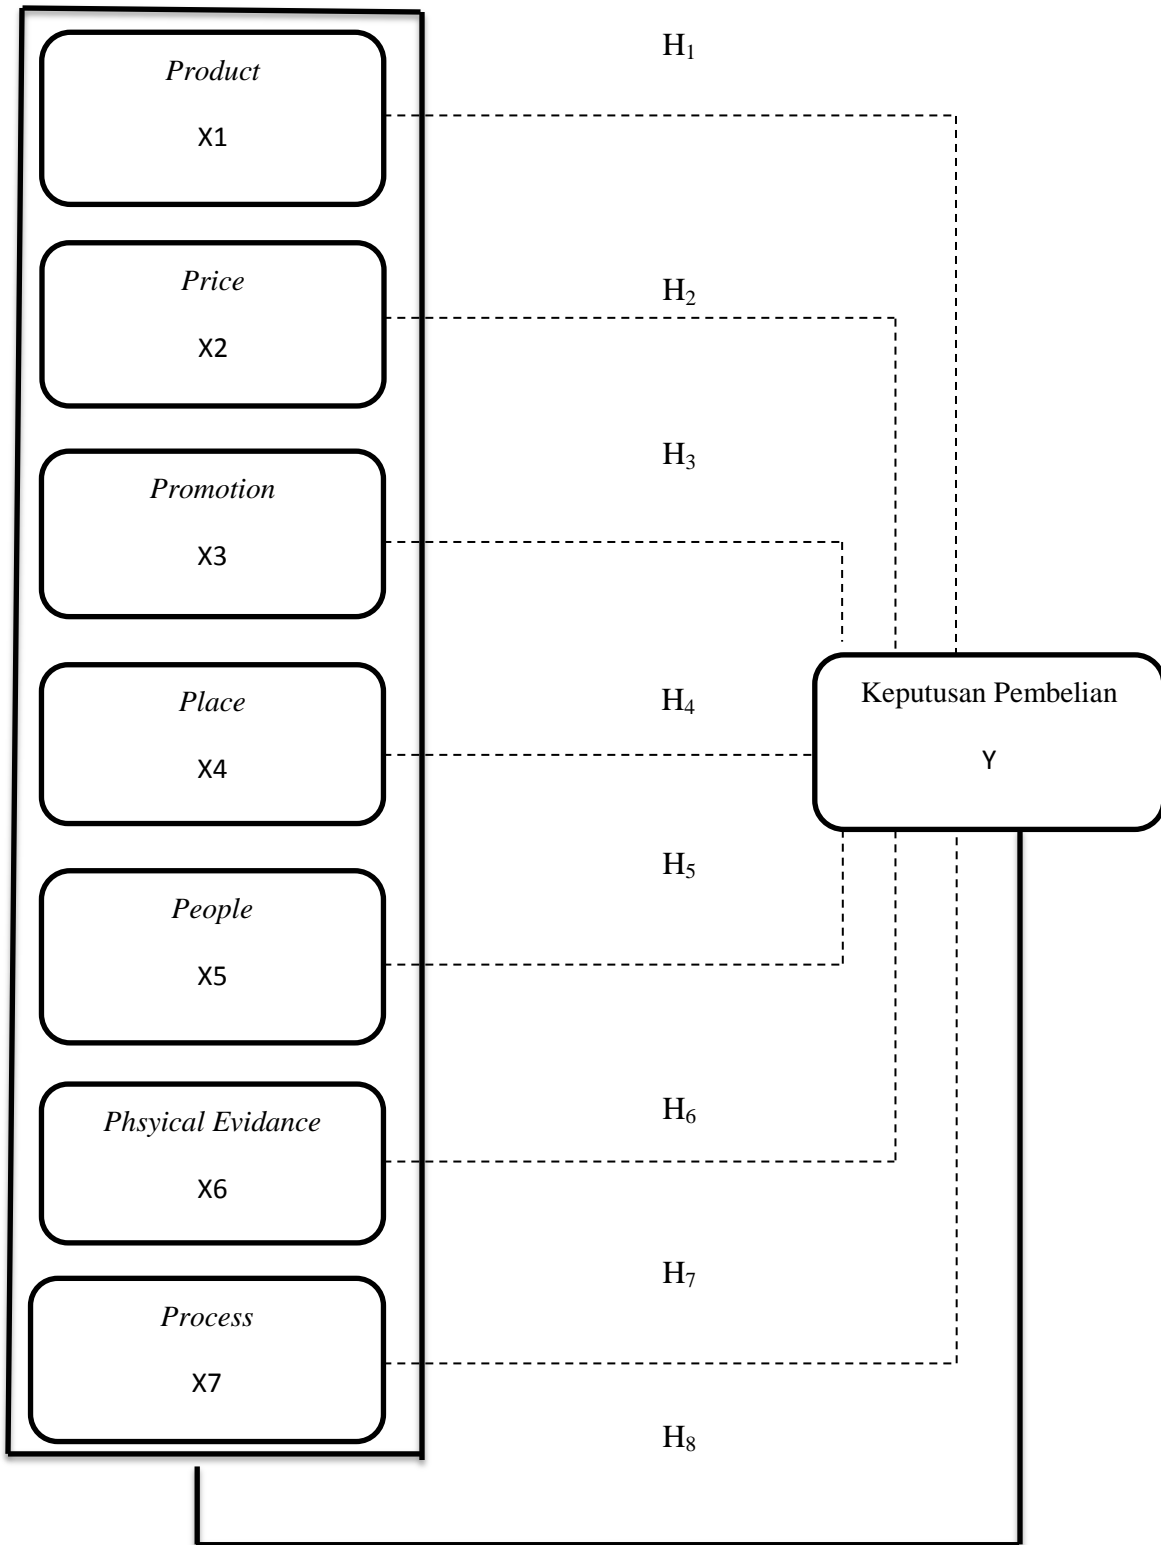 Product
X1
H₁
Price
X2
H₂
Promotion
X3
H₃
Place
X4
H₄
Keputusan Pembelian
Y
People
X5
H₅
Phsyical Evidance
X6
H₆
Process
X7
H₇
H₈